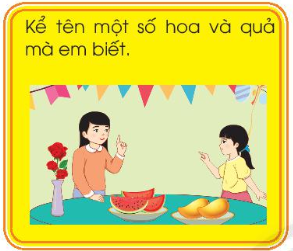 Kể tên một số hoa và quả
mà em biết.